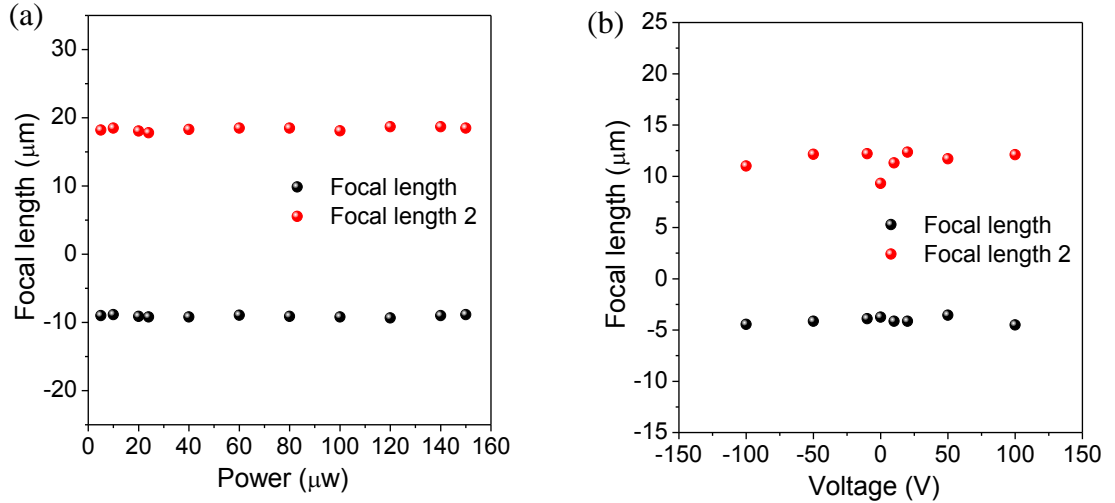 (a)
Focal length (μm)
30
20
10
0
-10
-20
Focal length
Focal length 2
0 20 40 60 80 100 120 140 160
Power (μw)
(b)
Focal length (μm)
25
20
15
10
5
0
-5
-10
-15
Focal length
Focal length 2
-150 -100 -50 0 50 100 150
Voltage (V)